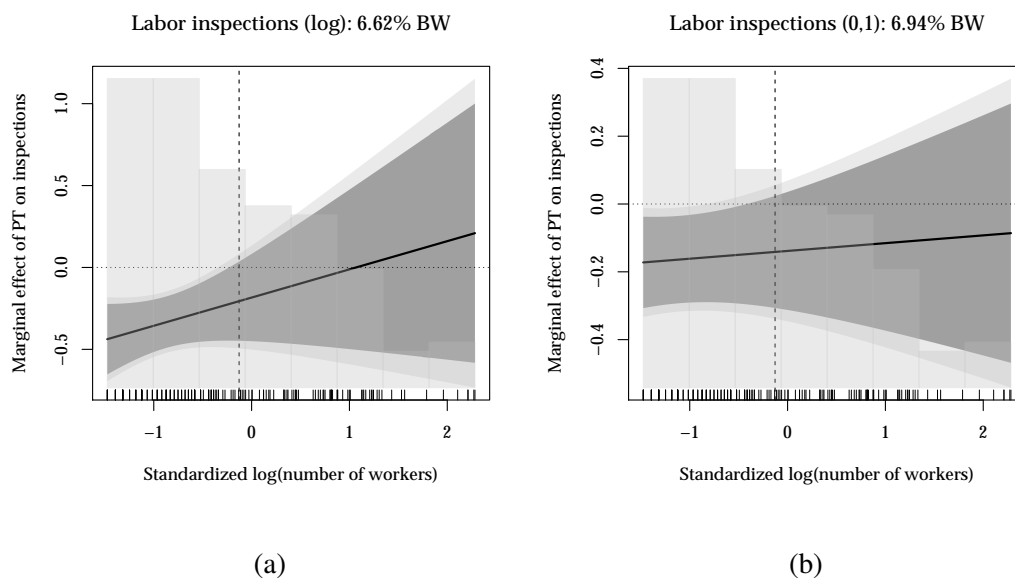 Labor inspections (log): 6.62% BW
Marginal effect of PT on inspections
1.0
0.5
0.0
−0.5
−1
0
1
2
Standardized log(number of workers)
(a)
Labor inspections (0,1): 6.94% BW
Marginal effect of PT on inspections
0.4
0.2
0.0
−0.2
−0.4
−1
0
1
2
Standardized log(number of workers)
(b)